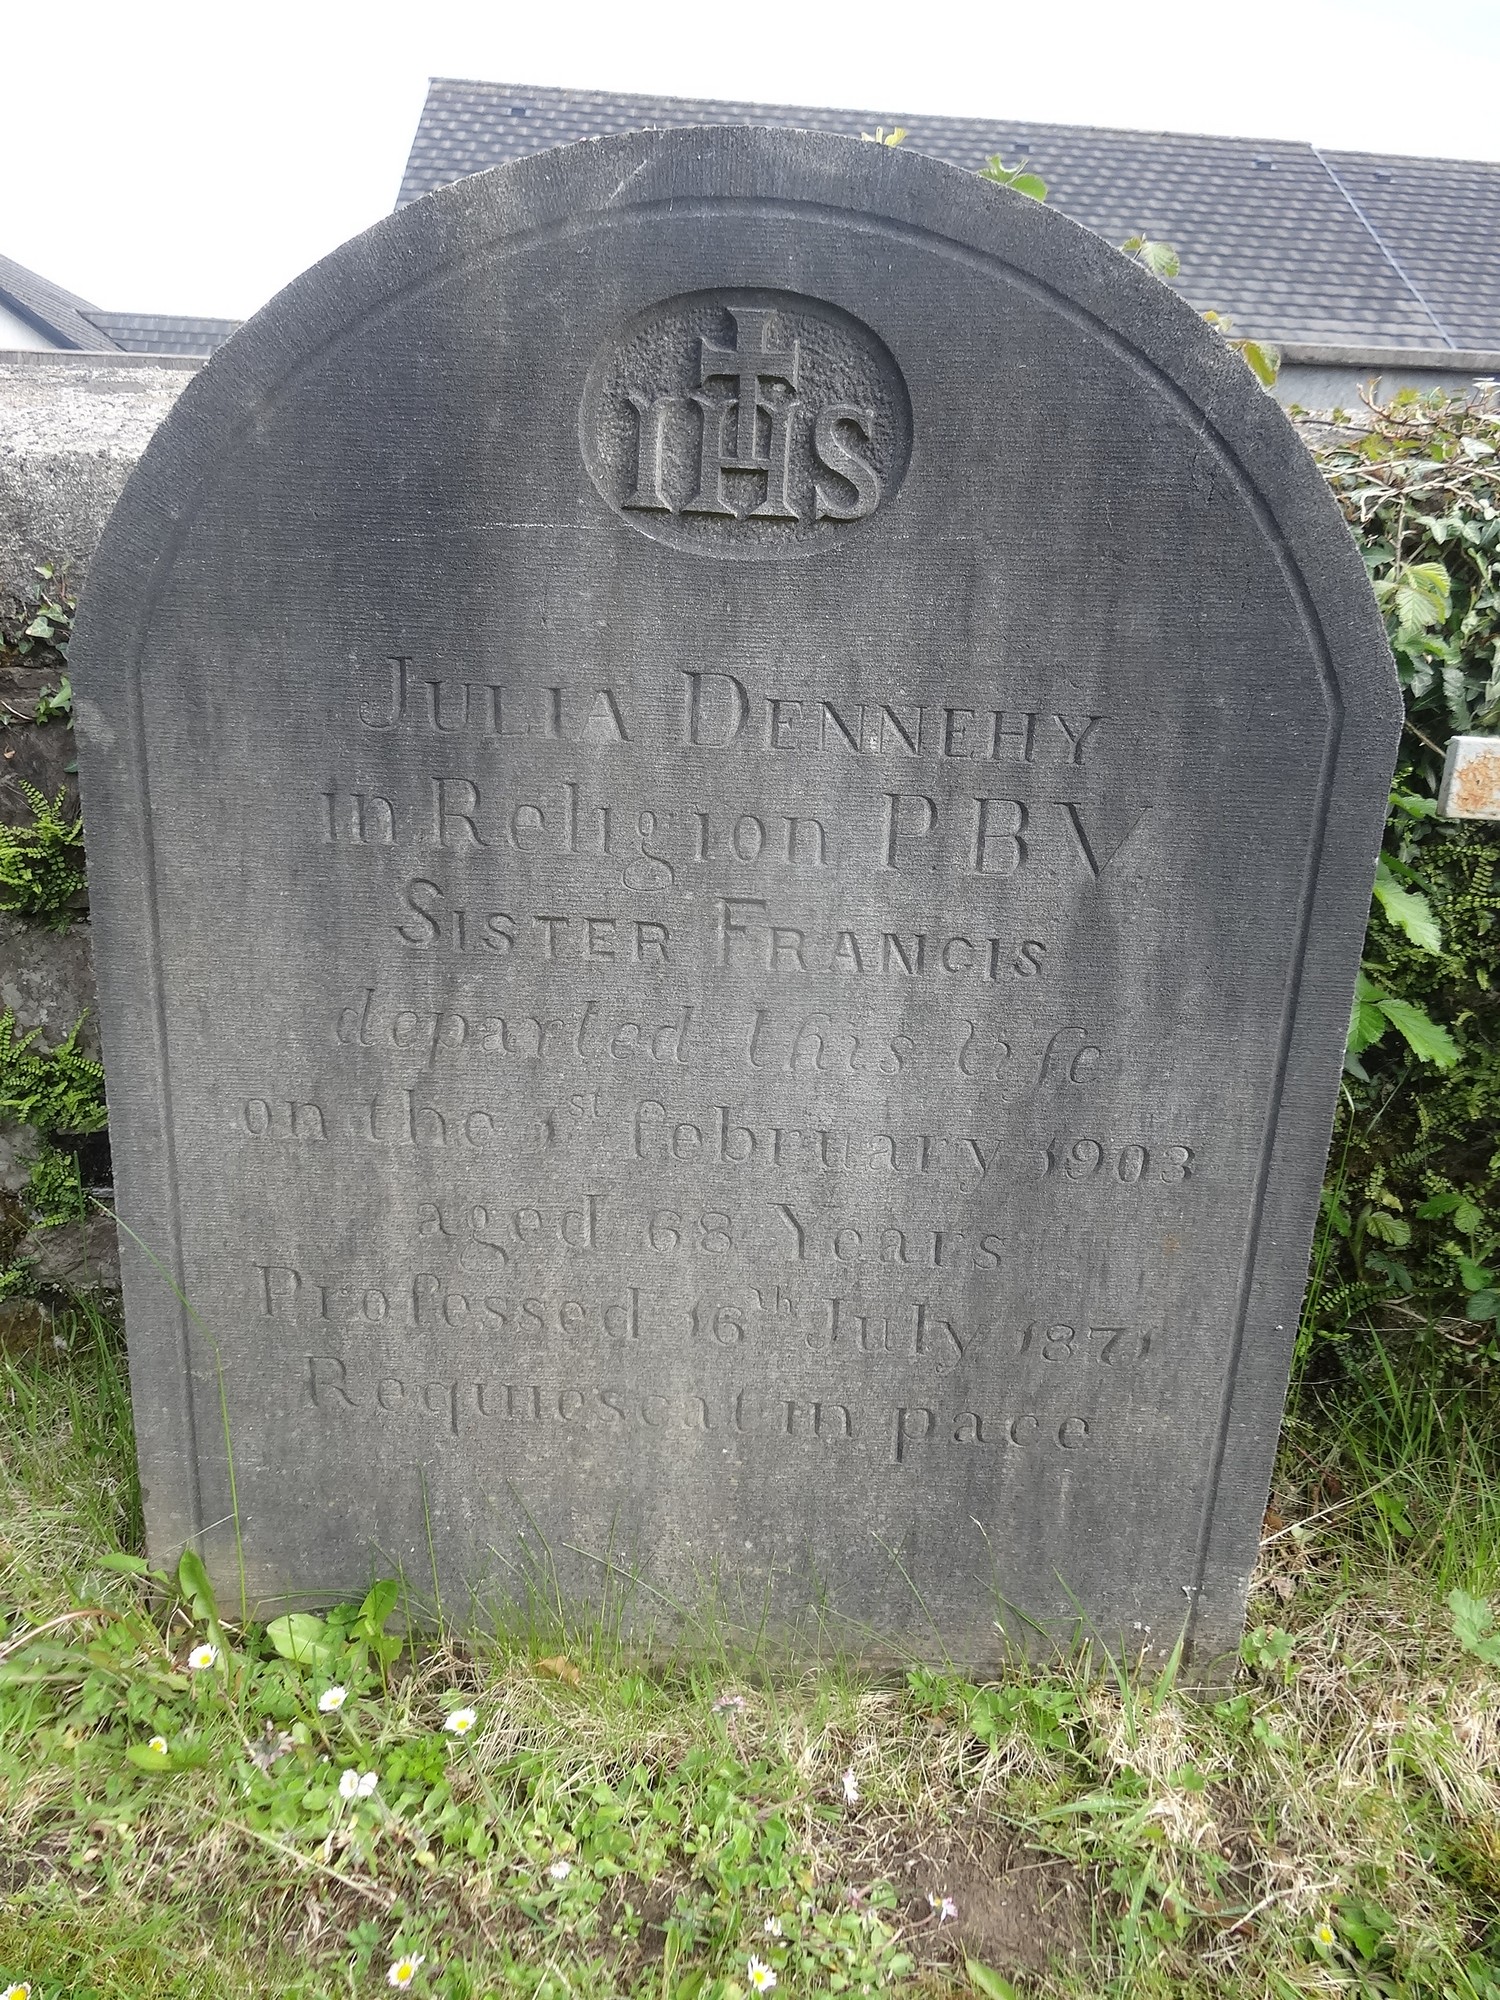 IHS
JULIA DENNEHY
in Religion P.B.V.
SISTER FRANCIS
departed this life
on the 1st february 1903
aged 68 Years
Professed 16th July 1871
Requiescat in pace